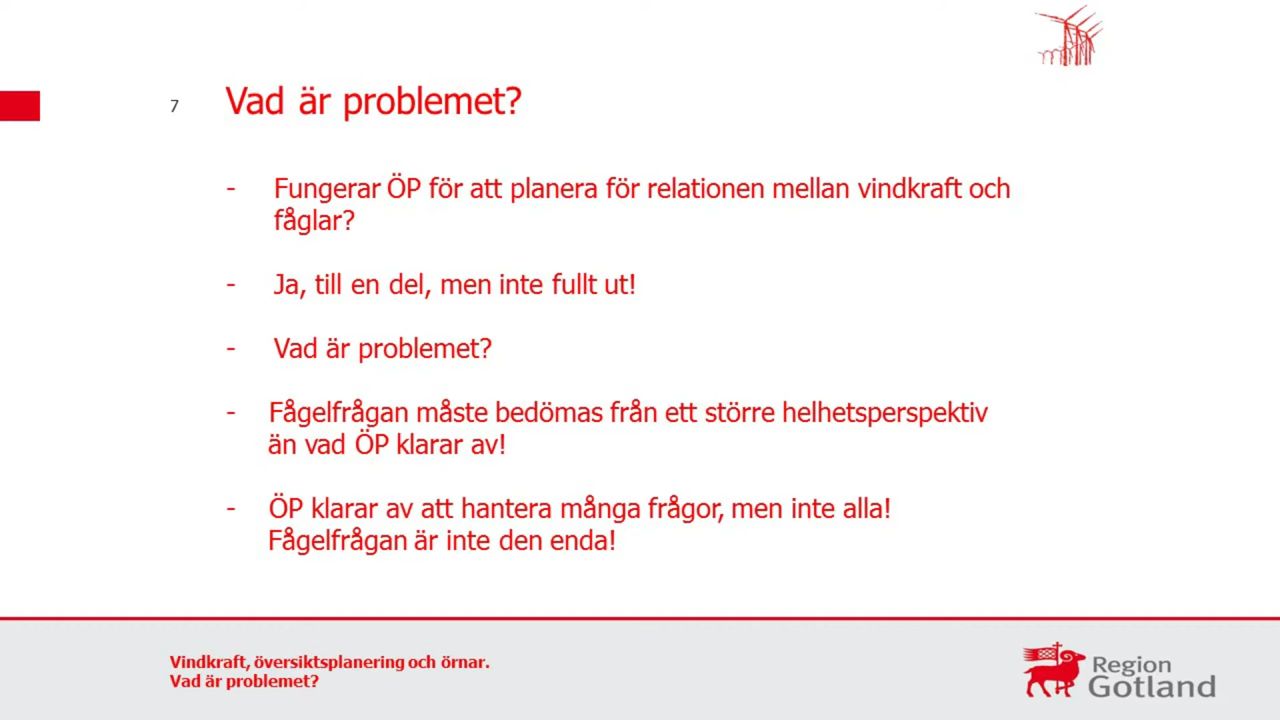 7
Vad är problemet?
- Fungerar ÖP för att planera för relationen mellan vindkraft och
fåglar?
- Ja, till en del, men inte fullt ut!
- Vad är problemet?
- Fågelfrågan måste bedömas från ett större helhetsperspektiv
än vad ÖP klarar av!
- ÖP klarar av att hantera många frågor, men inte alla!
Fågelfrågan är inte den enda!
Vindkraft, översiktsplanering och örnar.
Vad är problemet?
Region
Gotland